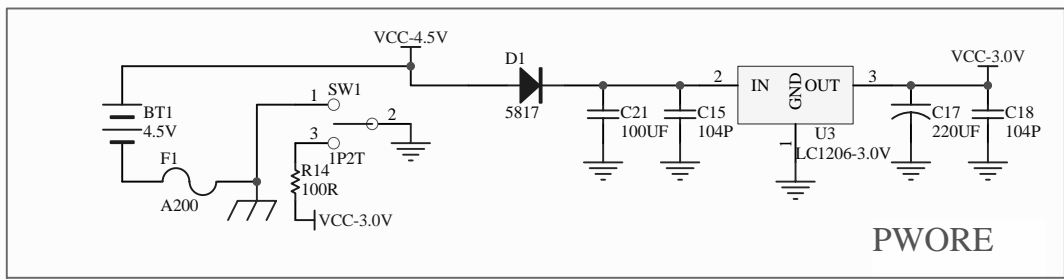 VCC-4.5V
BT1
4.5V
F1
A200
SW1
1
2
3
1P2T
R14
100R
VCC-3.0V
D1
5817
C21
100UF
C15
104P
2
IN
GND
OUT
3
1
U3
LC1206-3.0V
VCC-3.0V
C17
220UF
C18
104P
PWORE